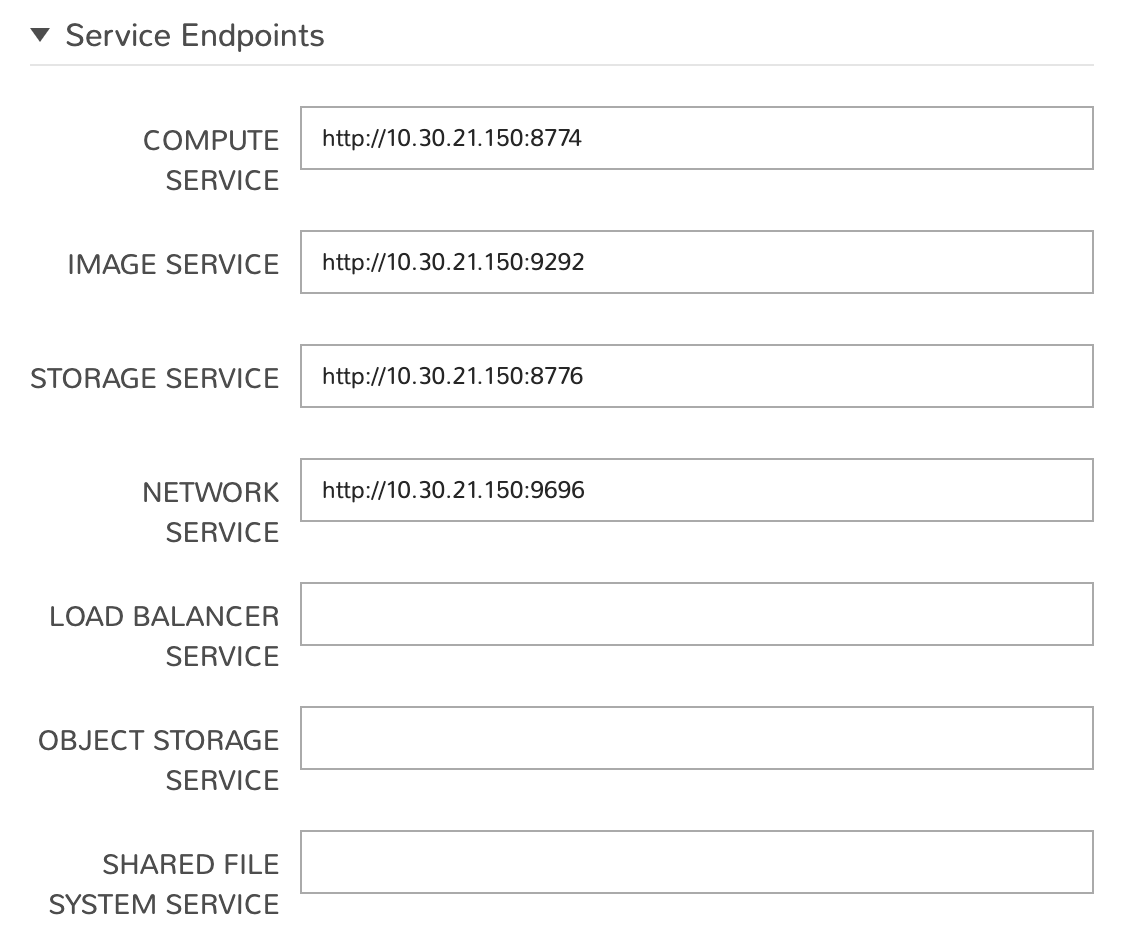 Service Endpoints
COMPUTE
SERVICE
http://10.30.21.150:8774
IMAGE SERVICE
http://10.30.21.150:9292
STORAGE SERVICE
http://10.30.21.150:8776
NETWORK
SERVICE
http://10.30.21.150:9696
LOAD BALANCER
SERVICE
OBJECT STORAGE
SERVICE
SHARED FILE
SYSTEM SERVICE